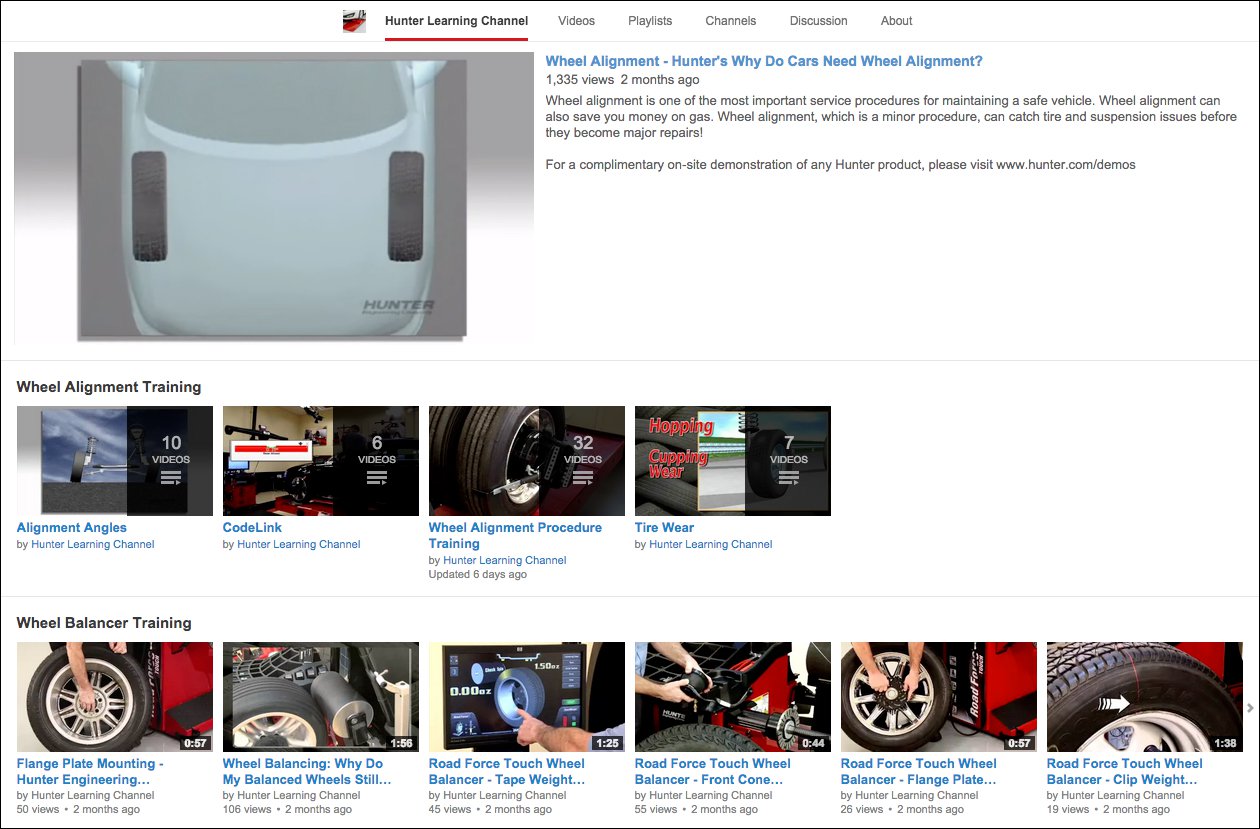 Hunter Learning Channel Videos Playlists Channels Discussion About
Wheel Alignment - Hunter's Why Do Cars Need Wheel Alignment?
1,335 views 2 months ago
Wheel alignment is one of the most important service procedures for maintaining a safe vehicle. Wheel alignment can
also save you money on gas. Wheel alignment, which is a minor procedure, can catch tire and suspension issues before
they become major repairs!
For a complimentary on-site demonstration of any Hunter product, please visit www.hunter.com/demos
HUNTER
Wheel Alignment Training
10
VIDEOS
Alignment Angles
by Hunter Learning Channel
6
VIDEOS
CodeLink
by Hunter Learning Channel
32
VIDEOS
Wheel Alignment Procedure
Training
by Hunter Learning Channel
Updated 6 days ago
Hopping
Cupping
Wear
7
VIDEOS
Tire Wear
by Hunter Learning Channel
Wheel Balancer Training
0:57
Flange Plate Mounting -
Hunter Engineering...
by Hunter Learning Channel
50 views • 2 months ago
1:56
Wheel Balancing: Why Do
My Balanced Wheels Still...
by Hunter Learning Channel
106 views • 2 months ago
1.50oz
0.00oz
1:25
Road Force Touch Wheel
Balancer - Tape Weight...
by Hunter Learning Channel
45 views • 2 months ago
HUNTER
0:44
Road Force Touch Wheel
Balancer - Front Cone...
by Hunter Learning Channel
55 views • 2 months ago
Road Force
TOUCH
0:57
Road Force Touch Wheel
Balancer - Flange Plate...
by Hunter Learning Channel
26 views • 2 months ago
1:38
Road Force Touch Wheel
Balancer - Clip Weight...
by Hunter Learning Channel
19 views • 2 months ago